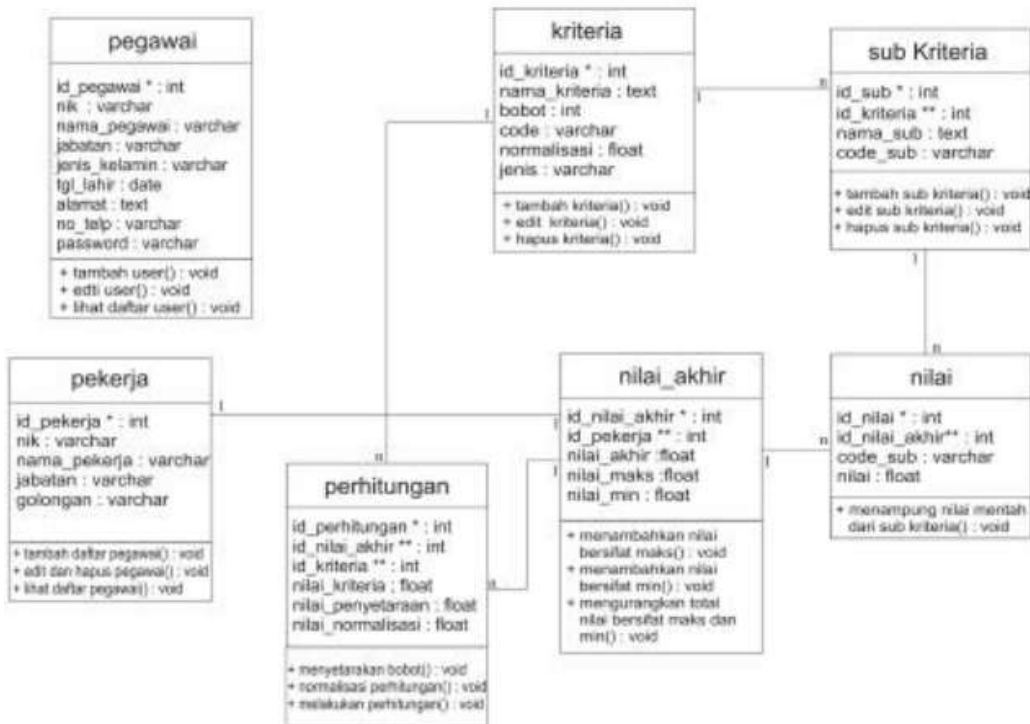 pegawai
id_pegawai * : int
nik : varchar
nama_pegawai : varchar
jabatan : varchar
jenis_kelamin : varchar
tgl_lahir : date
alamat : text
no_telp : varchar
password : varchar
+ tambah user() : void
+ edti user() : void
+ lihat daftar user() : void
kriteria
id_kriteria * : int
nama_kriteria : text
bobot : int
code : varchar
normalisasi : float
jenis : varchar
+ tambah kriteria() : void
+ edit kriteria() : void
+ hapus kriteria() : void
sub Kriteria
id_sub * : int
id_kriteria ** : int
nama_sub : text
code_sub : varchar
+ tambah sub kriteria() : void
+ edit sub kriteria() : void
+ hapus sub kriteria() : void
1
n
1
1
n
pekerja
id_pekerja * : int
nik : varchar
nama_pekerja : varchar
jabatan : varchar
golongan : varchar
+ tambah daftar pegawai() : void
+ edit dan hapus pegawai() : void
+ lihat daftar pegawai() : void
1
1
n
perhitungan
id_perhitungan * : int
id_nilai_akhir ** : int
id_kriteria ** : int
nilai_kriteria : float
nilai_penyetaraan : float
nilai_normalisasi : float
+ menyetarakan bobot() : void
+ normalisasi perhitungan() : void
+ melakukan perhitungan() : void
1
n
nilai_akhir
id_nilai_akhir * : int
id_pekerja ** : int
nilai_akhir :float
nilai_maks :float
nilai_min : float
+ menambahkan nilai
bersifat maks() : void
+ menambahkan nilai
bersifat min() : void
+ mengurangkan total
nilai bersifat maks dan
min() : void
1
n
nilai
id_nilai * : int
id_nilai_akhir** : int
code_sub : varchar
nilai : float
+ menampung nilai mentah
dari sub kriteria() : void